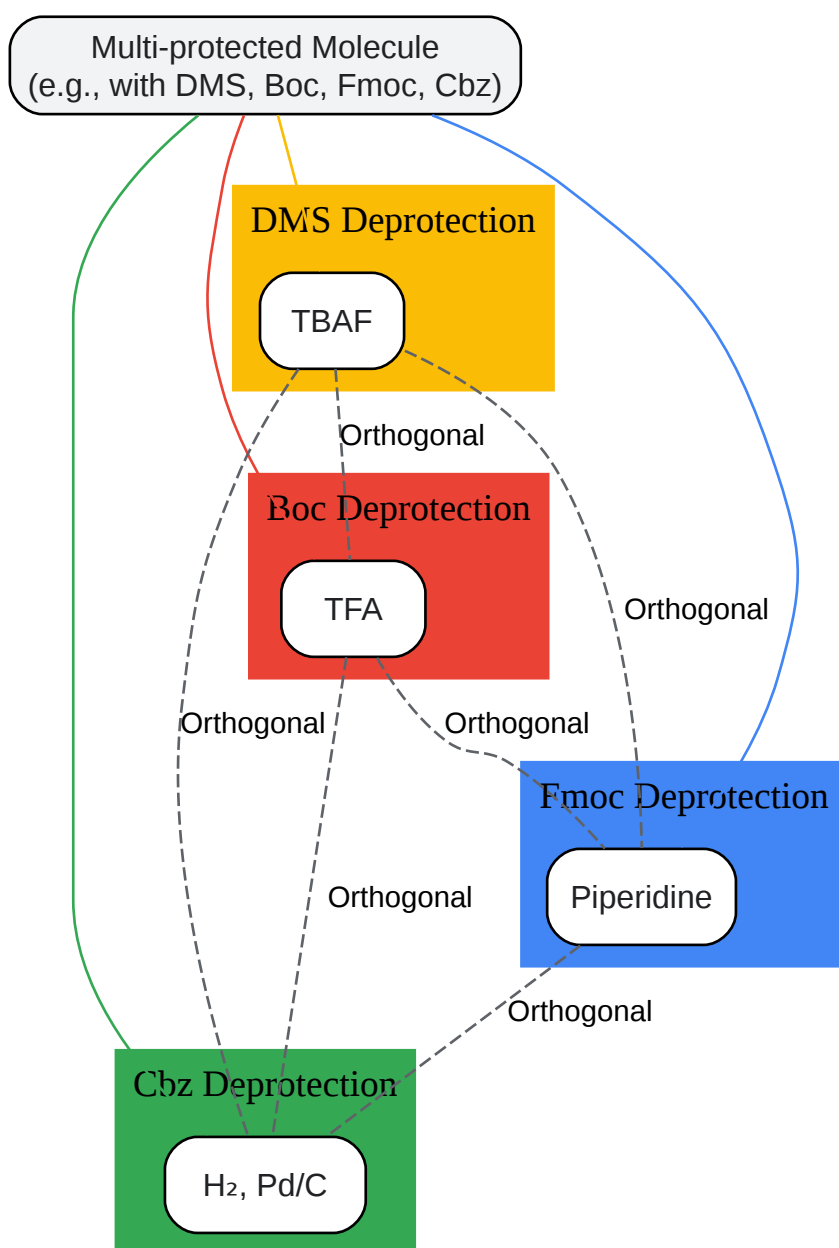 Multi-protected Molecule
(e.g., with DMS, Boc, Fmoc, Cbz)
DMS Deprotection
TBAF
Orthogonal
Boc Deprotection
TFA
Orthogonal
Orthogonal
Orthogonal
Fmoc Deprotection
Piperidine
Orthogonal
Orthogonal
Cbz Deprotection
H₂, Pd/C